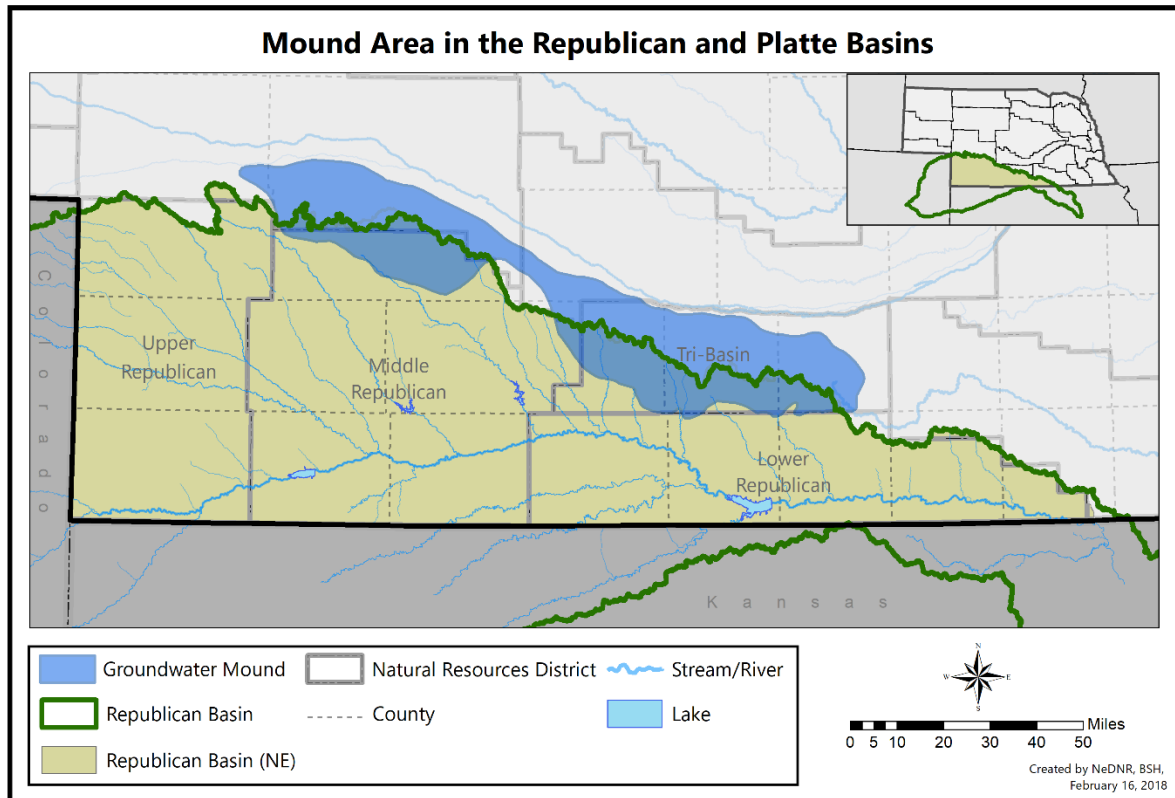 Mound Area in the Republican and Platte Basins
Colorado
Upper
Republican
Middle
Republican
Tri-Basin
Lower
Republican
Kansas
Groundwater Mound
Natural Resources District
Stream/River
Republican Basin
County
Lake
Republican Basin (NE)
N
W
E
S
Miles
0 5 10 20 30 40 50
Created by NeDNR, BSH,
February 16, 2018